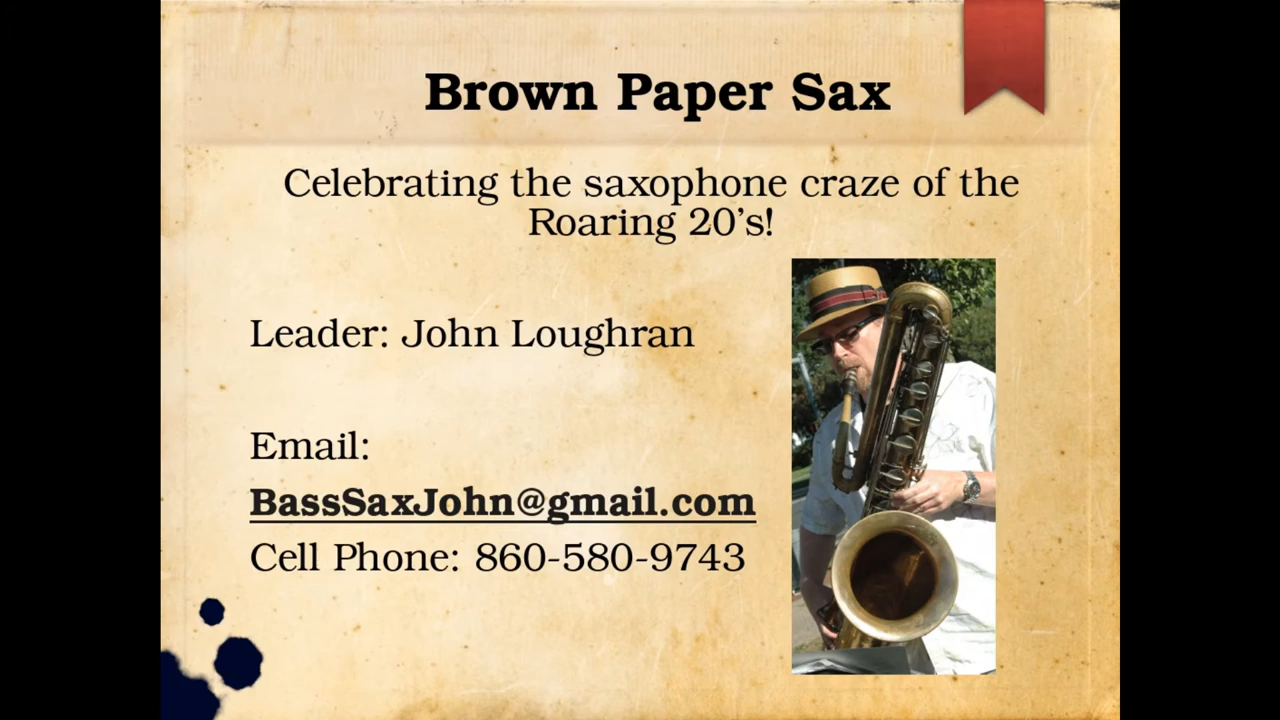 Brown Paper Sax
Celebrating the saxophone craze of the
Roaring 20’s!
Leader: John Loughran
Email:
BassSaxJohn@gmail.com
Cell Phone: 860-580-9743